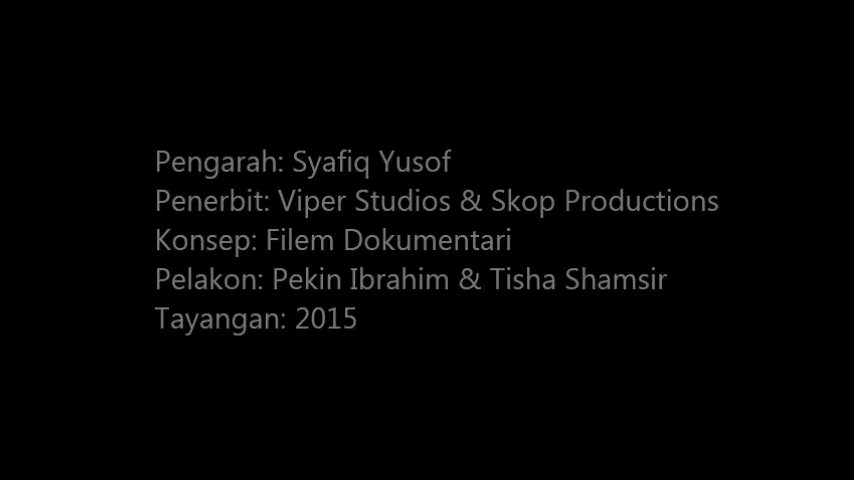 Pengarah: Syafiq Yusof
Penerbit: Viper Studios & Skop Productions
Konsep: Filem Dokumentari
Pelakon: Pekin Ibrahim & Tisha Shamsir
Tayangan: 2015